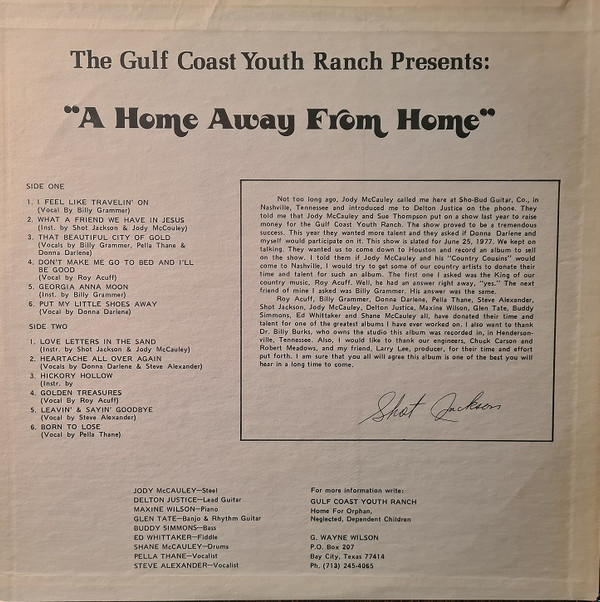 The Gulf Coast Youth Ranch Presents:
"A Home Away From Home"
SIDE ONE
1. I FEEL LIKE TRAVELIN' ON
(Vocal By Billy Grammer)
2. WHAT A FRIEND WE HAVE IN JESUS
(Inst. by Shot Jackson & Jody McCauley)
3. THAT BEAUTIFUL CITY OF GOLD
(Vocals by Billy Grammer, Pella Thane &
Donna Darlene)
4. DON'T MAKE ME GO TO BED AND I'LL
BE GOOD
(Vocal by Roy Acuff)
5. GEORGIA ANNA MOON
(Inst. by Billy Grammer)
6. PUT MY LITTLE SHOES AWAY
(Vocal by Donna Darlene)
SIDE TWO
1. LOVE LETTERS IN THE SAND
(Inst. by Shot Jackson & Jody McCauley)
2. HEARTACHE ALL OVER AGAIN
(Vocals by Donna Darlene & Steve Alexander)
3. HICKORY HOLLOW
(Instr. by
4. GOLDEN TREASURES
(Vocal By Roy Acuff)
5. LEAVIN' & SAYIN' GOODBYE
(Vocal by Steve Alexander)
6. BORN TO LOSE
(Vocal by Pella Thane)
Not too long ago, Jody McCauley called me here at Sho-Bud Guitar, Co., in
Nashville, Tennessee and introduced me to Delton Justice on the phone. They
told me that Jody McCauley and Sue Thompson put on a show last year to raise
money for the Gulf Coast Youth Ranch. The show proved to be a tremendous
success. This year they wanted more talent and they asked if Donna Darlene and
myself would participate on it. This show is slated for June 25, 1977. We kept on
talking. They wanted us to come down to Houston and record an album to sell
on the show. I told them if Jody McCauley and his "Country Cousins" would
come to Nashville, I would try to get some of our country artists to donate their
time and talent for such an album. The first one I asked was the King of our
country music, Roy Acuff. Well, he had an answer right away, "yes." The next
friend of mine I asked was Billy Grammer. His answer was the same.
Roy Acuff, Billy Grammer, Donna Darlene, Pella Thane, Steve Alexander,
Shot Jackson, Jody McCauley, Delton Justice, Maxine Wilson, Glen Tate, Buddy
Simmons, Ed Whittaker and Shane McCauley all, have donated their time and
talent for one of the greatest albums I have ever worked on. I also want to thank
Dr. Billy Burks, who owns the studio this album was recorded in, in Henderson-
ville, Tennessee. Also, I would like to thank our engineers, Chuck Carson and
Robert Meadows, and my friend, Larry Lee, producer, for their time and effort
put forth. I am sure that you all will agree this album is one of the best you will
hear in a long time to come.
Shot Jackson
JODY McCAULEY—Steel
DELTON JUSTICE—Lead Guitar
MAXINE WILSON—Piano
GLEN TATE—Banjo & Rhythm Guitar
BUDDY SIMMONS—Bass
ED WHITTAKER—Fiddle
SHANE McCAULEY—Drums
PELLA THANE—Vocalist
STEVE ALEXANDER—Vocalist
For more information write:
GULF COAST YOUTH RANCH
Home For Orphan,
Neglected, Dependent Children
G. WAYNE WILSON
P.O. Box 207
Bay City, Texas 77414
Ph. (713) 245-4065